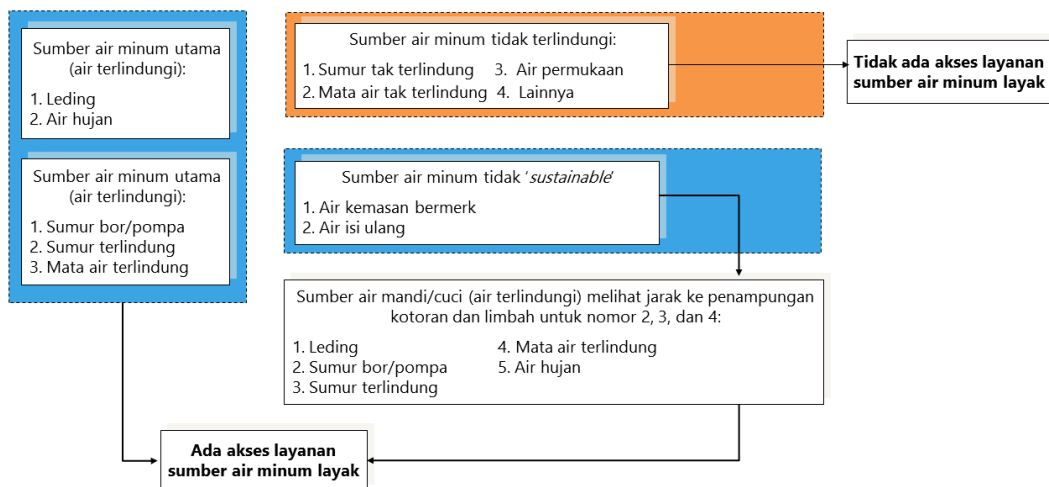 Sumber air minum utama
(air terlindungi):
1. Leding
2. Air hujan
Sumber air minum utama
(air terlindungi):
1. Sumur bor/pompa
2. Sumur terlindung
3. Mata air terlindung
Sumber air minum tidak terlindungi:
1. Sumur tak terlindung 3. Air permukaan
2. Mata air tak terlindung 4. Lainnya
Tidak ada akses layanan
sumber air minum layak
Sumber air minum tidak 'sustainable'
1. Air kemasan bermerk
2. Air isi ulang
Sumber air mandi/cuci (air terlindungi) melihat jarak ke penampungan
kotoran dan limbah untuk nomor 2, 3, dan 4:
1. Leding 4. Mata air terlindung
2. Sumur bor/pompa 5. Air hujan
3. Sumur terlindung
Ada akses layanan
sumber air minum layak